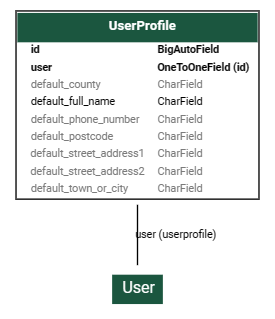 UserProfile
id BigAutoField
user OneToOneField (id)
default_county CharField
default_full_name CharField
default_phone_number CharField
default_postcode CharField
default_street_address1 CharField
default_street_address2 CharField
default_town_or_city CharField
user (userprofile)
User